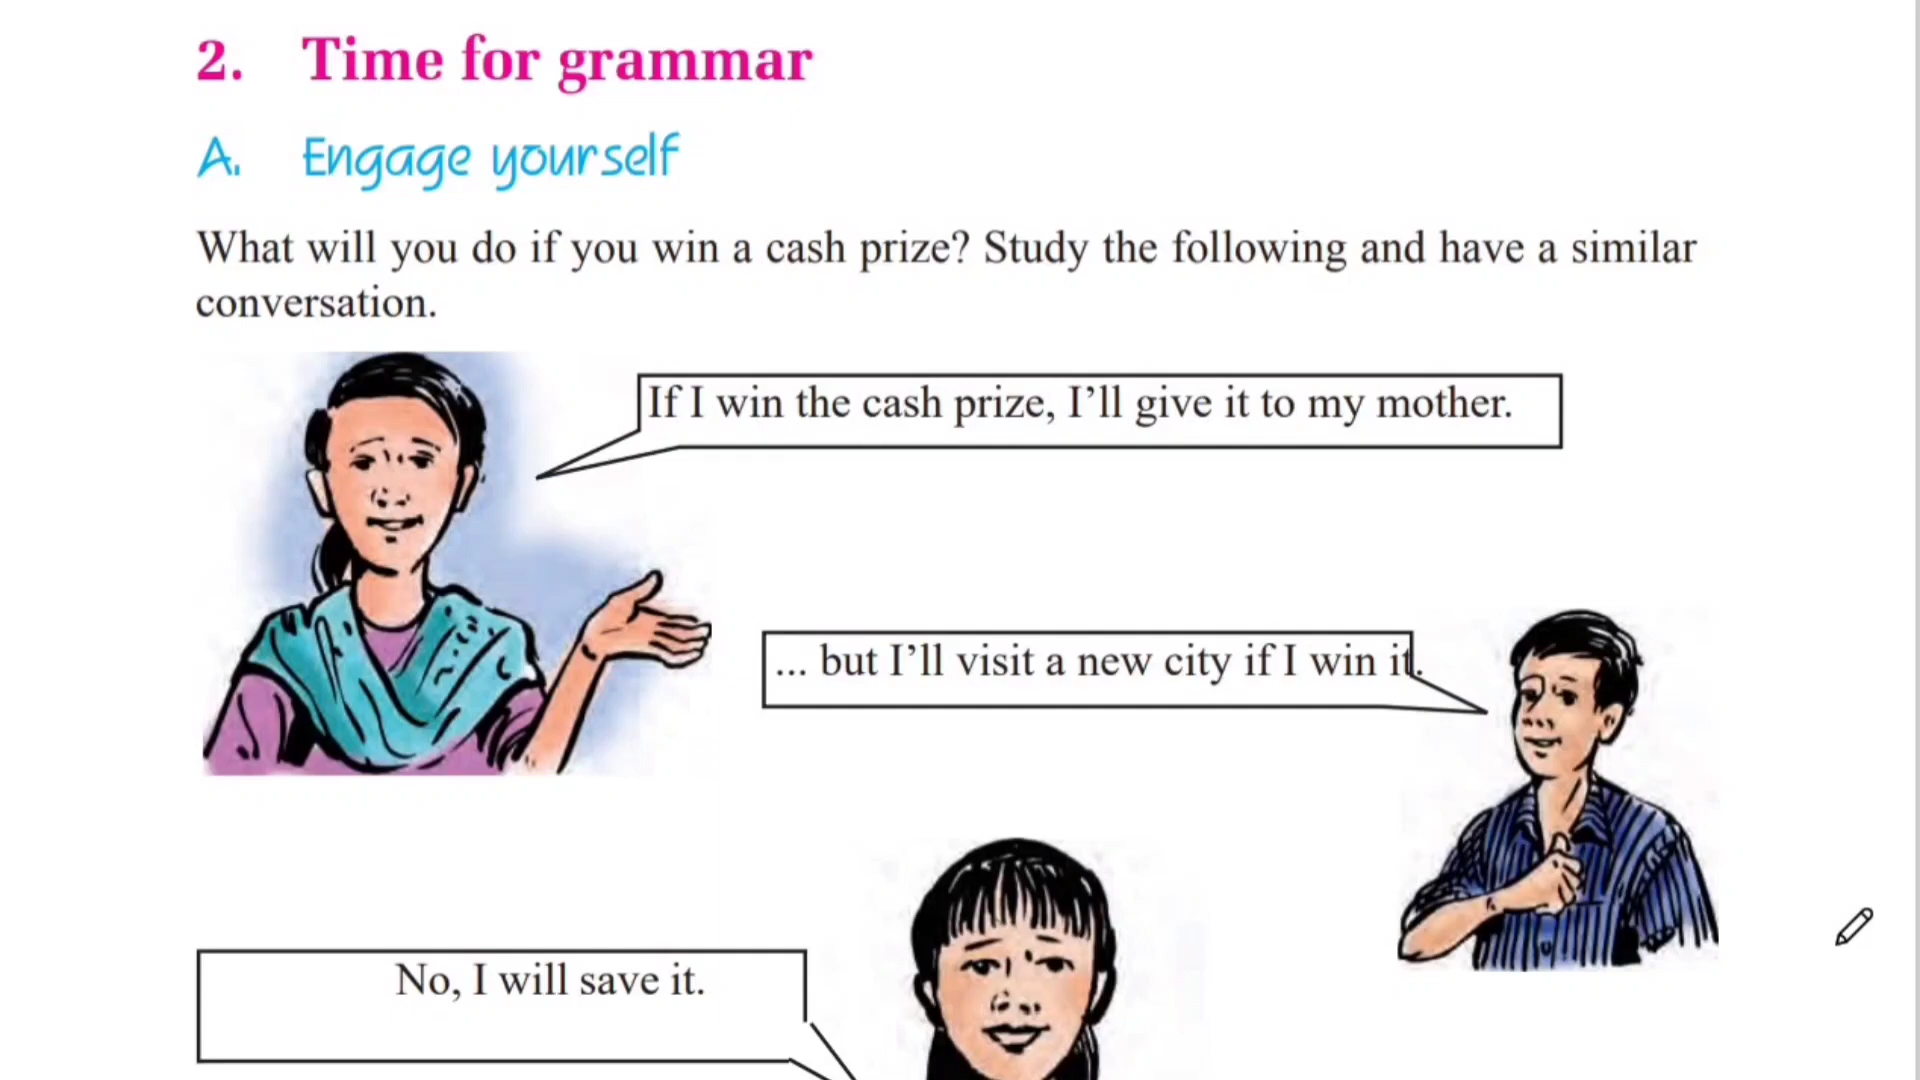 2. Time for grammar
A. Engage yourself
What will you do if you win a cash prize? Study the following and have a similar
conversation.
If I win the cash prize, I’ll give it to my mother.
... but I’ll visit a new city if I win it.
No, I will save it.